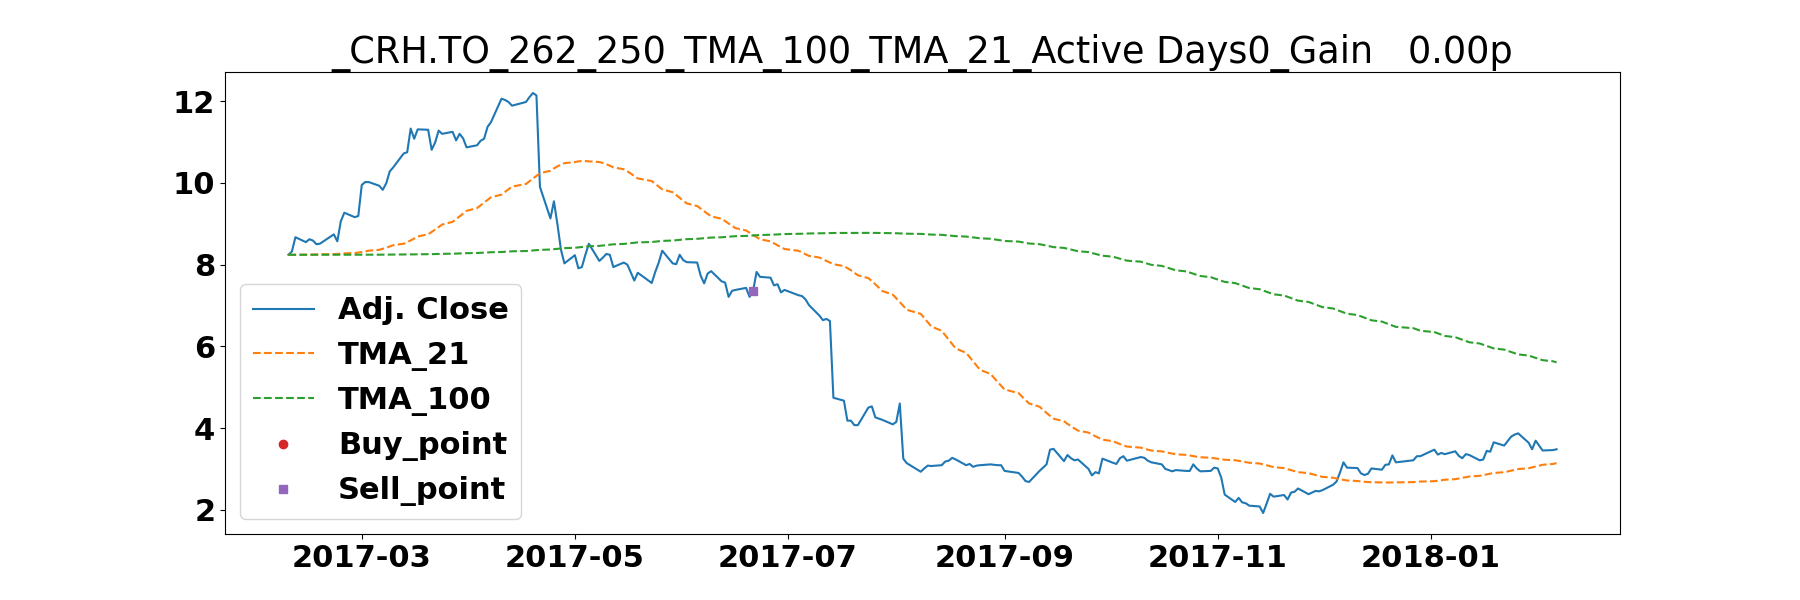 _CRH.TO_262_250_TMA_100_TMA_21_Active Days0_Gain   0.00p
12
10
8
6
4
2
Adj. Close
TMA_21
TMA_100
Buy_point
Sell_point
2017-03 2017-05 2017-07 2017-09 2017-11 2018-01